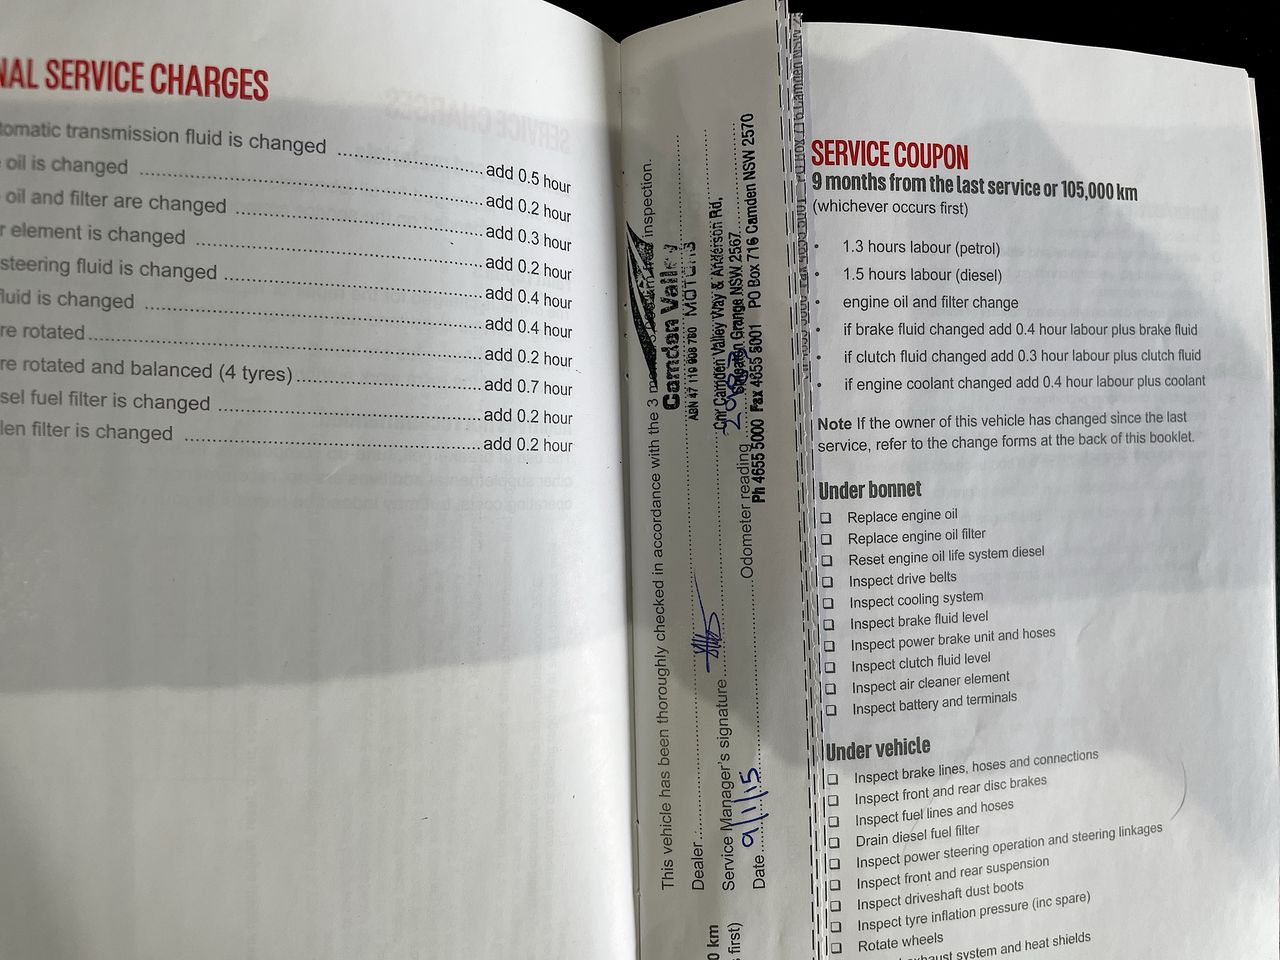 NAL SERVICE CHARGES
tomatic transmission fluid is changed ........ add 0.5 hour
oil is changed ........ add 0.2 hour
oil and filter are changed ........ add 0.3 hour
r element is changed ........ add 0.2 hour
steering fluid is changed ........ add 0.4 hour
fluid is changed ........ add 0.4 hour
re rotated ........ add 0.2 hour
re rotated and balanced (4 tyres) ........ add 0.7 hour
sel fuel filter is changed ........ add 0.2 hour
len filter is changed ........ add 0.2 hour
This vehicle has been thoroughly checked in accordance with the 3 inspection.
Camden Valley
Dealer ........ ABN 47 119 608 760 MOTORS
Service Manager's signature ........ Cnr Camden Valley Way & Anderson Rd,
Grange NSW 2567
Date 9/1/15 ........ Odometer reading
Ph 4655 5000 Fax 4655 5001 PO Box 716 Camden NSW 2570
0 km
s first)
SERVICE COUPON
9 months from the last service or 105,000 km
(whichever occurs first)
• 1.3 hours labour (petrol)
• 1.5 hours labour (diesel)
• engine oil and filter change
• if brake fluid changed add 0.4 hour labour plus brake fluid
• if clutch fluid changed add 0.3 hour labour plus clutch fluid
• if engine coolant changed add 0.4 hour labour plus coolant
Note If the owner of this vehicle has changed since the last
service, refer to the change forms at the back of this booklet.
Under bonnet
❏ Replace engine oil
❏ Replace engine oil filter
❏ Reset engine oil life system diesel
❏ Inspect drive belts
❏ Inspect cooling system
❏ Inspect brake fluid level
❏ Inspect power brake unit and hoses
❏ Inspect clutch fluid level
❏ Inspect air cleaner element
❏ Inspect battery and terminals
Under vehicle
❏ Inspect brake lines, hoses and connections
❏ Inspect front and rear disc brakes
❏ Inspect fuel lines and hoses
❏ Drain diesel fuel filter
❏ Inspect power steering operation and steering linkages
❏ Inspect front and rear suspension
❏ Inspect driveshaft dust boots
❏ Inspect tyre inflation pressure (inc spare)
❏ Rotate wheels
exhaust system and heat shields